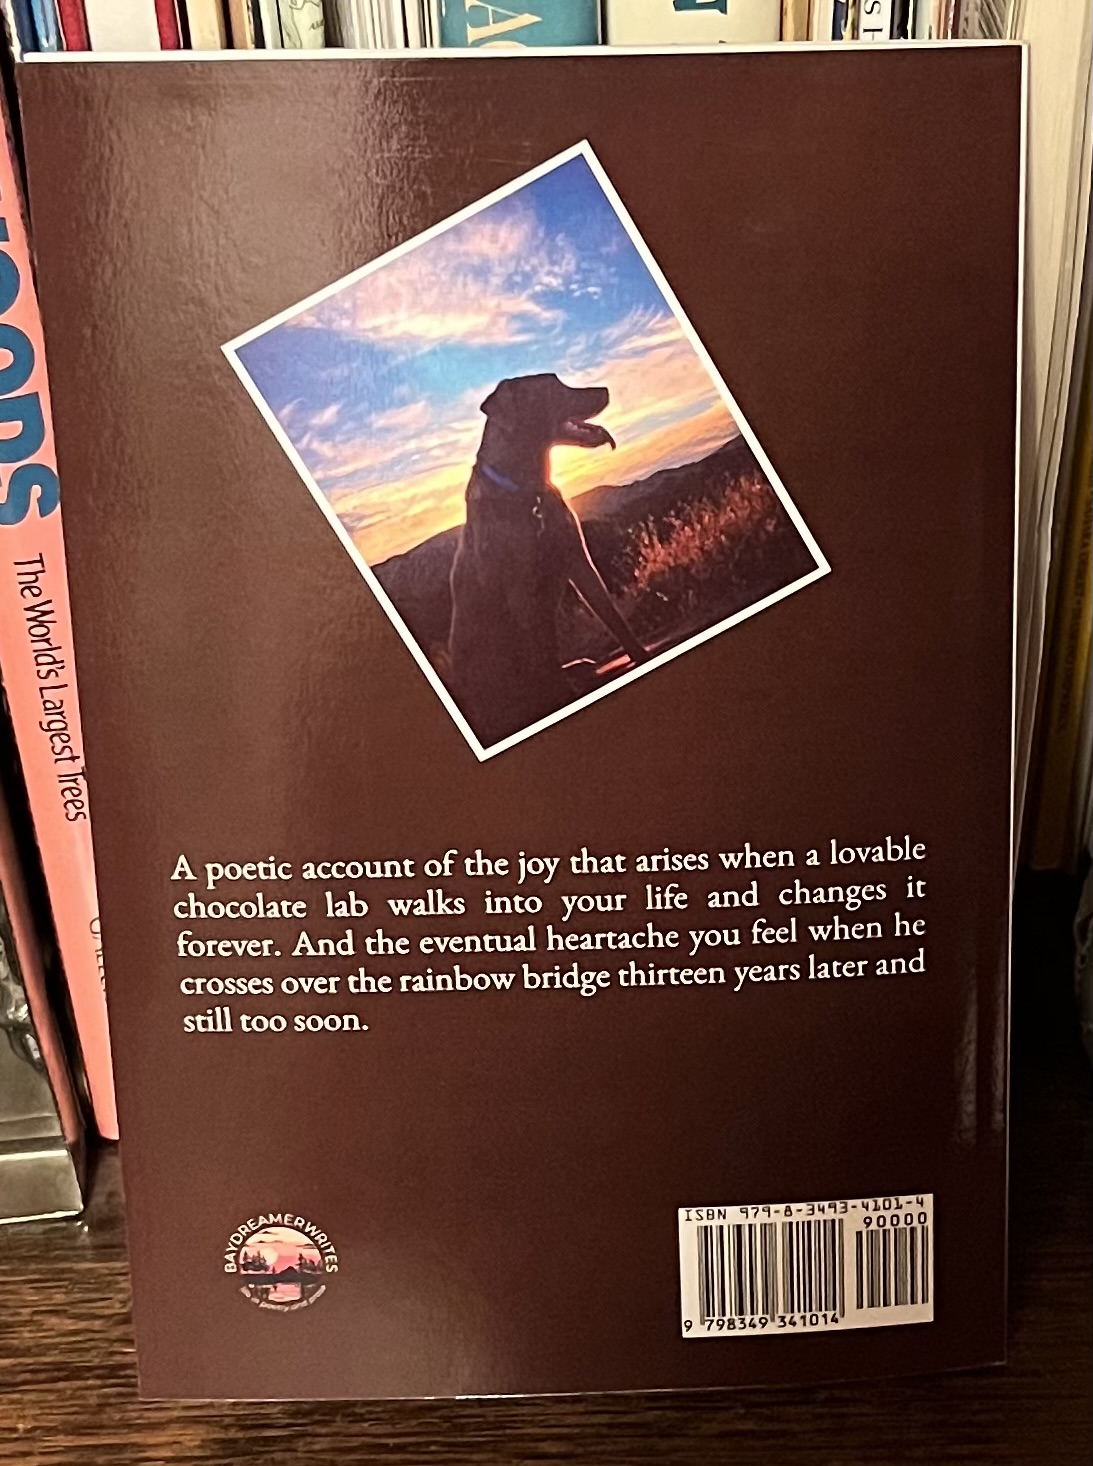 The World's Largest Trees
A poetic account of the joy that arises when a lovable
chocolate lab walks into your life and changes it
forever. And the eventual heartache you feel when he
crosses over the rainbow bridge thirteen years later and
still too soon.
BAYDREAMERWRITES
ISBN 979-8-3493-4101-4
90000
9 798349 341014